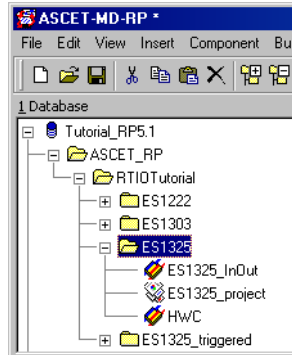 ASCET-MD-RP *
File Edit View Insert Component Bu
1 Database
Tutorial_RP5.1
ASCET_RP
RTIOTutorial
ES1222
ES1303
ES1325
ES1325_InOut
ES1325_project
HWC
ES1325_triggered